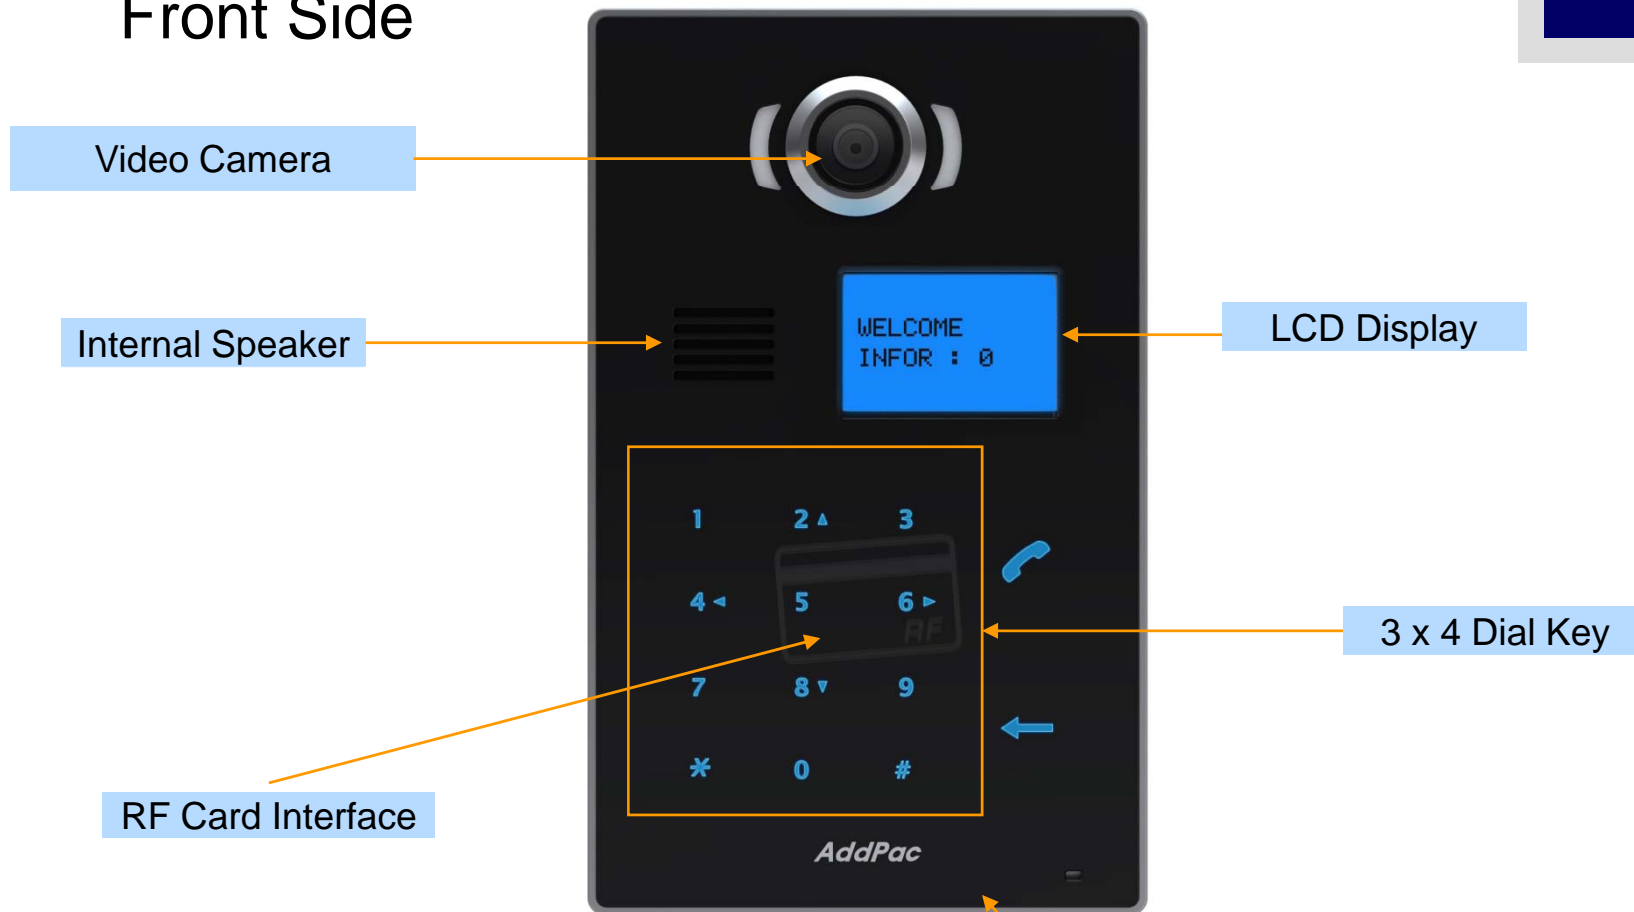 Front Side
Video Camera
Internal Speaker
WELCOME
INFOR : 0
LCD Display
1 2 3
4 5 6
RF
3 x 4 Dial Key
7 8 9
* 0 #
RF Card Interface
AddPac